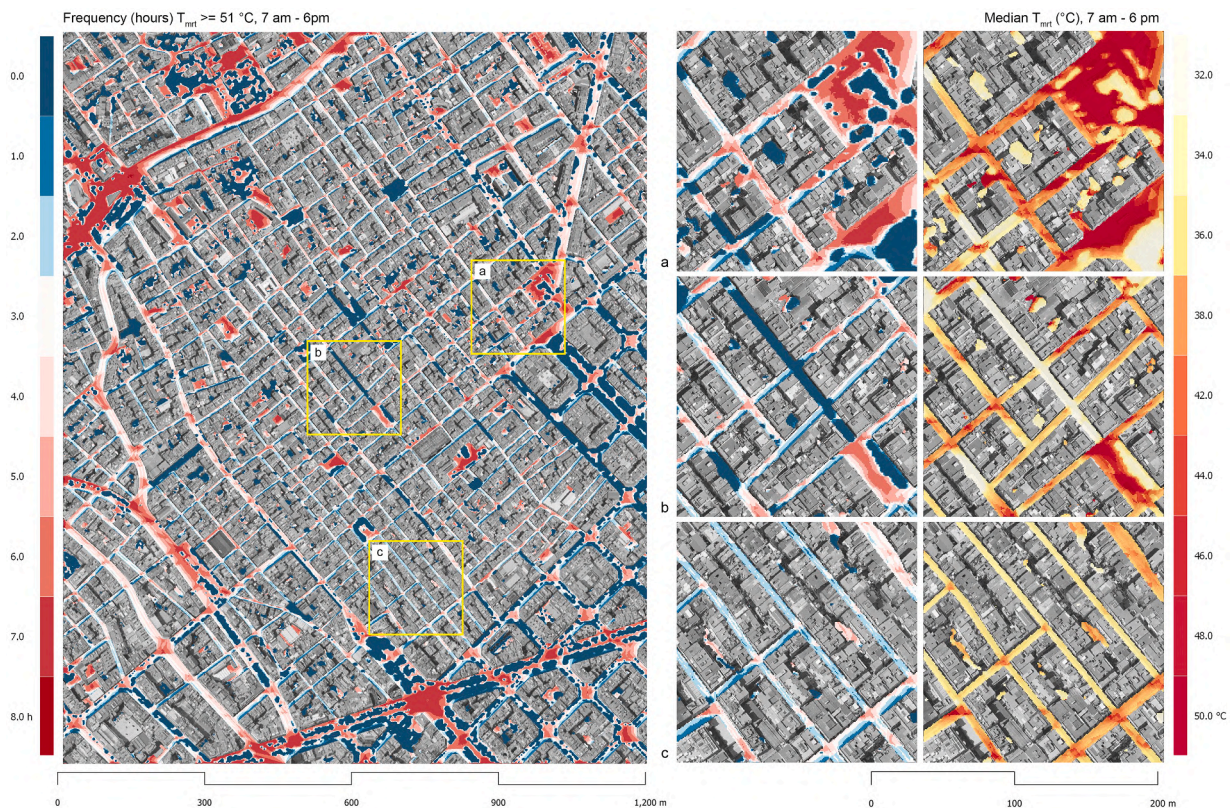 Frequency (hours) Tmrt >= 51 °C, 7 am - 6pm
Median Tmrt (°C), 7 am - 6 pm
0.0
1.0
2.0
3.0
4.0
5.0
6.0
7.0
8.0 h
a
b
c
a
b
c
32.0
34.0
36.0
38.0
42.0
44.0
46.0
48.0
50.0 °C
0
300
600
900
1,200 m
0
100
200 m